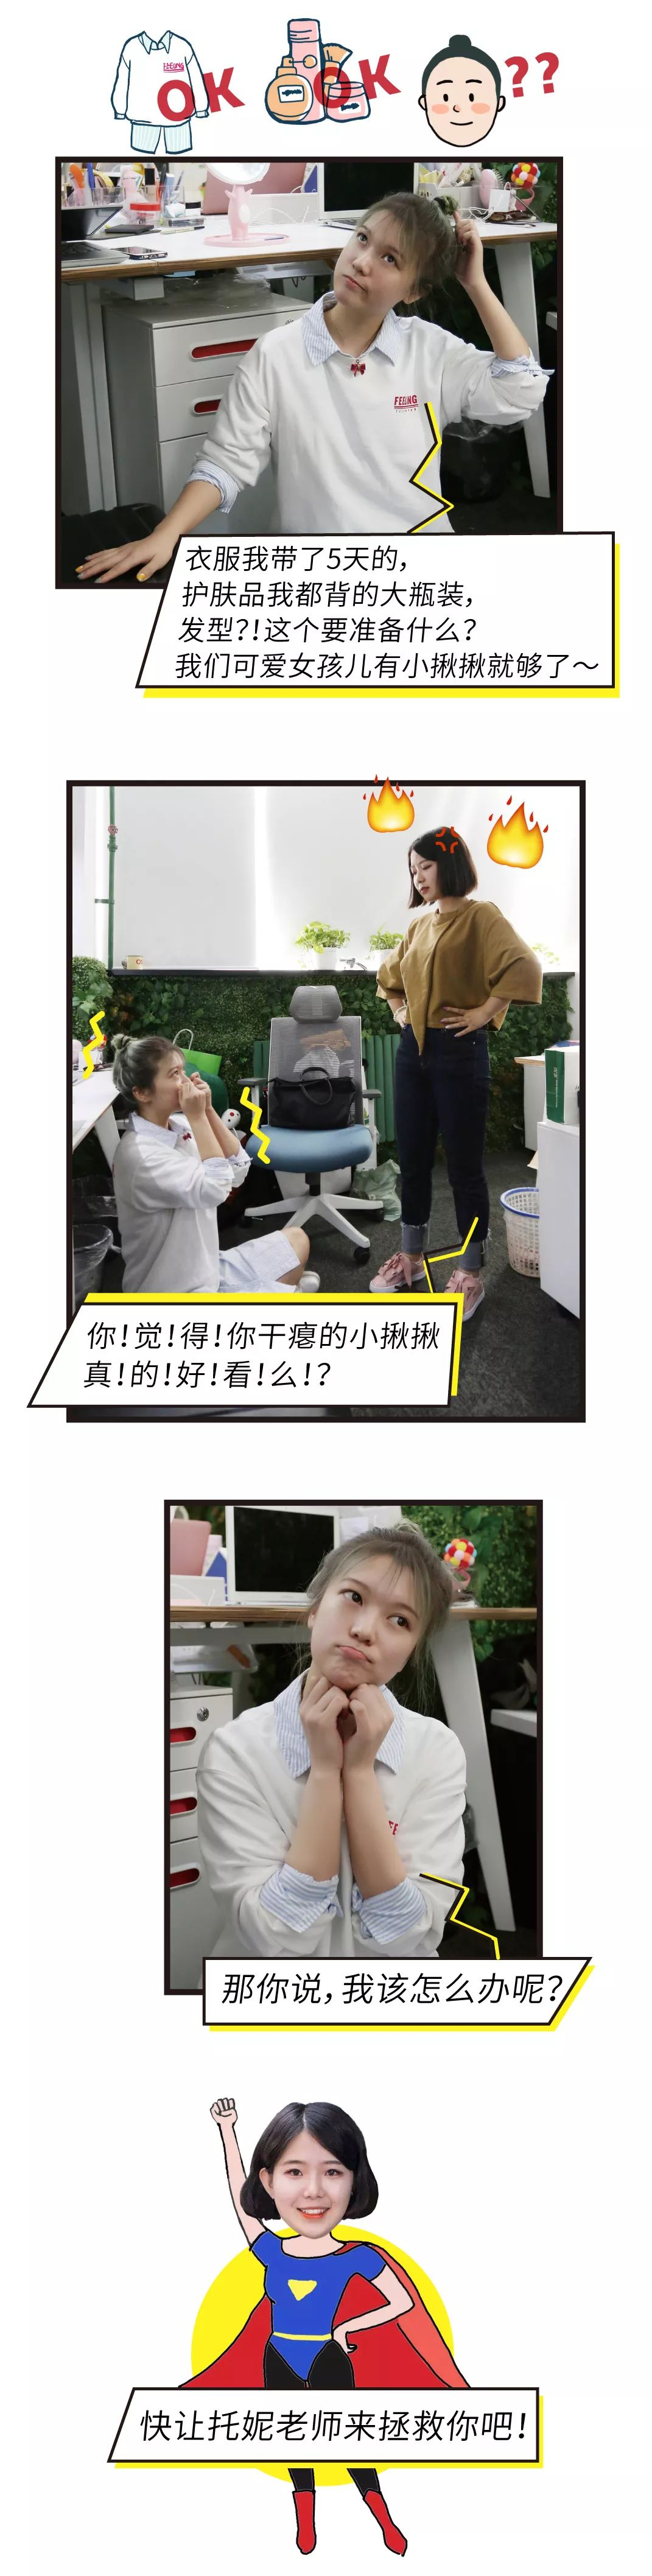 FEELING
OK
OK
??
FEELING
衣服我带了5天的，
护肤品我都背的大瓶装，
发型？！这个要准备什么？
我们可爱女孩儿有小揪揪就够了～
你！觉！得！你干瘪的小揪揪
真！的！好！看！么！？
那你说，我该怎么办呢？
快让托妮老师来拯救你吧！